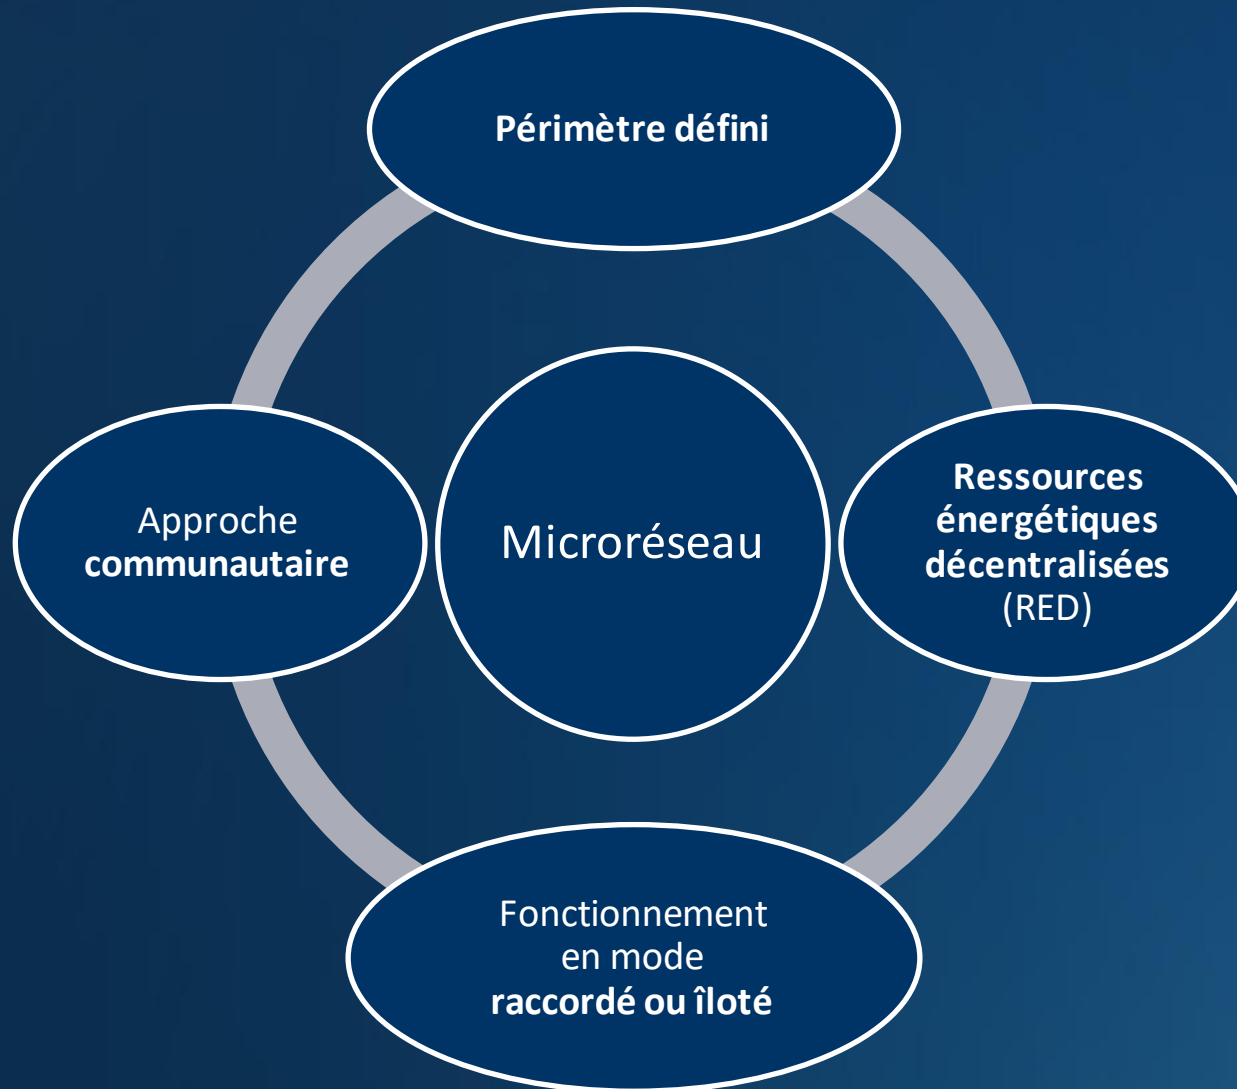 Périmètre défini
Approche
communautaire
Microréseau
Ressources
énergétiques
décentralisées
(RED)
Fonctionnement
en mode
raccordé ou îloté